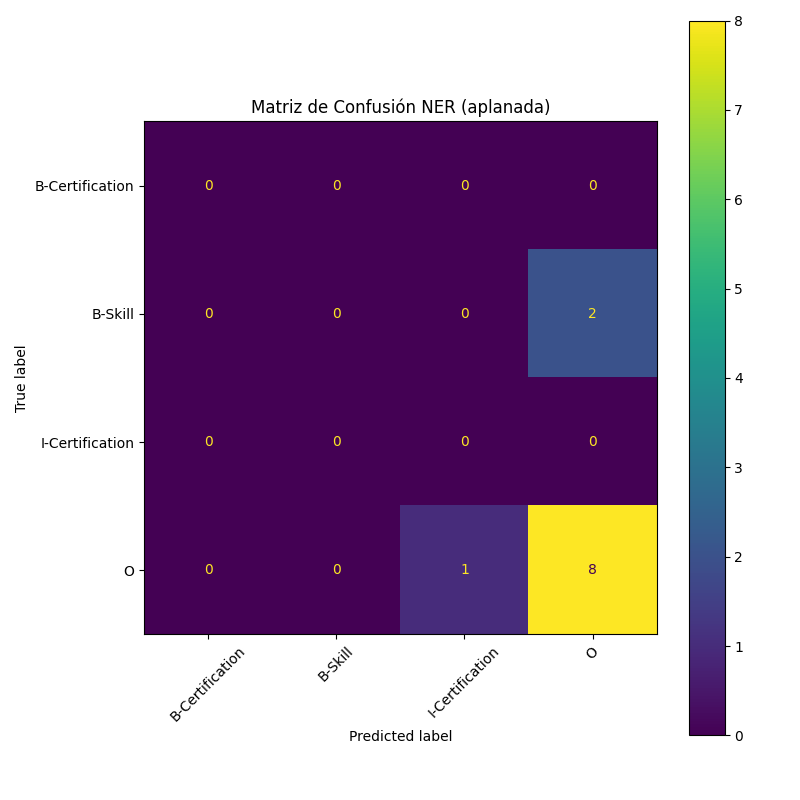 Matriz de Confusión NER (aplanada)
B-Certification 0 0 0 0
B-Skill 0 0 0 2
I-Certification 0 0 0 0
O 0 0 1 8
True label
B-Certification B-Skill I-Certification O
Predicted label
8
7
6
5
4
3
2
1
0